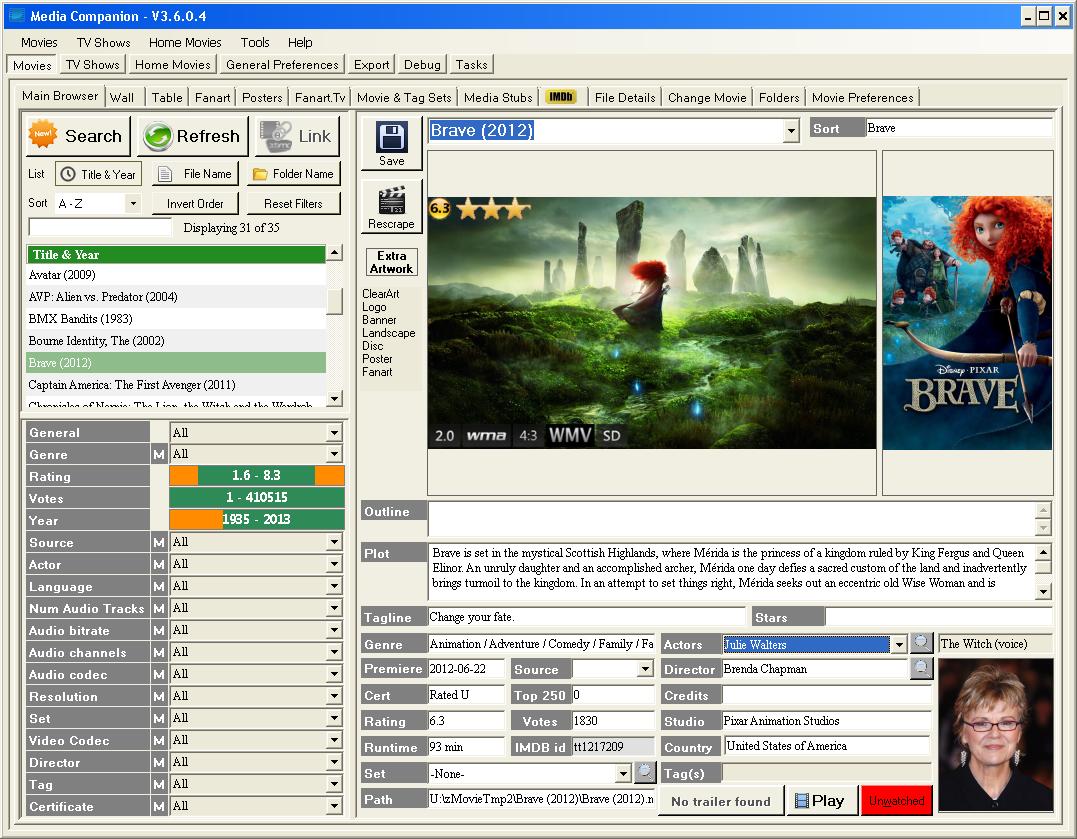 Media Companion - V3.6.0.4
Movies TV Shows Home Movies Tools Help
Movies TV Shows Home Movies General Preferences Export Debug Tasks
Main Browser Wall Table Fanart Posters Fanart.Tv Movie & Tag Sets Media Stubs IMDb File Details Change Movie Folders Movie Preferences
New! Search Refresh Link
List Title & Year File Name Folder Name
Sort A - Z Invert Order Reset Filters
Displaying 31 of 35
Title & Year
Avatar (2009)
AVP: Alien vs. Predator (2004)
BMX Bandits (1983)
Bourne Identity, The (2002)
Brave (2012)
Captain America: The First Avenger (2011)
Chronicles of Narnia: The Lion, the Witch and the Wardrob
General All
Genre M All
Rating 1.6 - 8.3
Votes 1 - 410515
Year 1935 - 2013
Source M All
Actor M All
Language M All
Num Audio Tracks M All
Audio bitrate M All
Audio channels M All
Audio codec M All
Resolution M All
Set M All
Video Codec M All
Director M All
Tag M All
Certificate M All
Save
Rescrape
Extra
Artwork
ClearArt
Logo
Banner
Landscape
Disc
Poster
Fanart
Brave (2012)
Sort Brave
6.3
2.0 wma 4:3 WMV SD
DISNEY · PIXAR
BRAVE
Outline
Plot Brave is set in the mystical Scottish Highlands, where Mérida is the princess of a kingdom ruled by King Fergus and Queen
Elinor. An unruly daughter and an accomplished archer, Mérida one day defies a sacred custom of the land and inadvertently
brings turmoil to the kingdom. In an attempt to set things right, Mérida seeks out an eccentric old Wise Woman and is
Tagline Change your fate. Stars
Genre Animation / Adventure / Comedy / Family / Fa Actors Julie Walters The Witch (voice)
Premiere 2012-06-22 Source Director Brenda Chapman
Cert Rated U Top 250 0 Credits
Rating 6.3 Votes 1830 Studio Pixar Animation Studios
Runtime 93 min IMDB id tt1217209 Country United States of America
Set -None- Tag(s)
Path U:\zMovieTmp2\Brave (2012)\Brave (2012).n No trailer found Play Unwatched